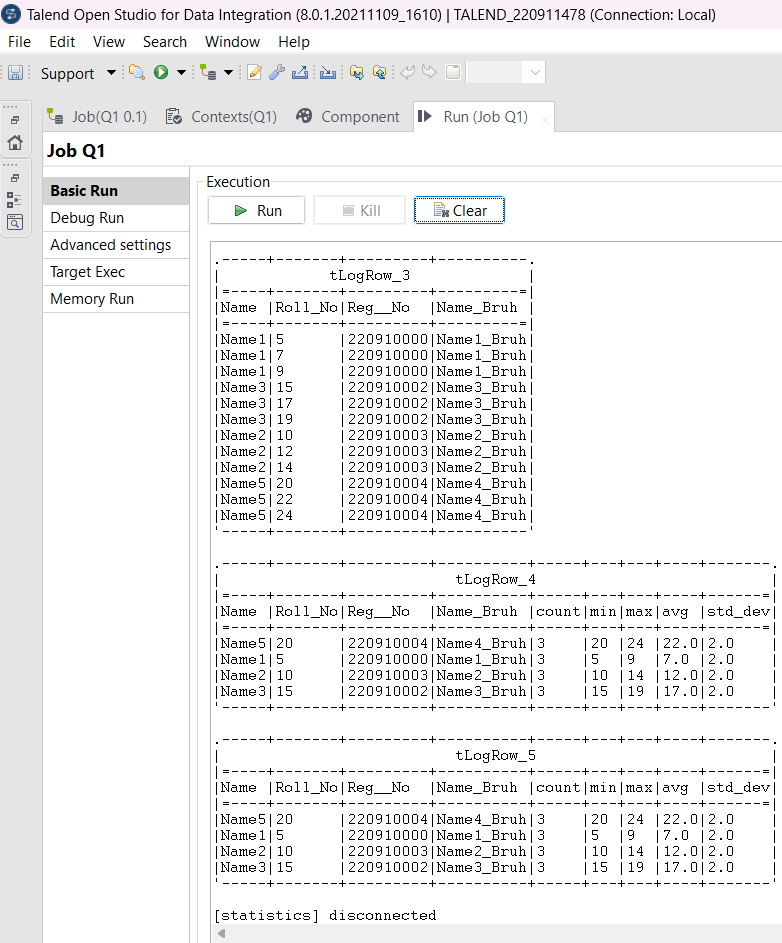 Talend Open Studio for Data Integration (8.0.1.20211109_1610) | TALEND_220911478 (Connection: Local)
File Edit View Search Window Help
Support
Job(Q1 0.1) Contexts(Q1) Component Run (Job Q1)
Job Q1
Basic Run
Debug Run
Advanced settings
Target Exec
Memory Run
Execution
Run Kill Clear
.-----+-------+---------+----------.
|             tLogRow_3            |
|=----+-------+---------+---------=|
|Name |Roll_No|Reg__No  |Name_Bruh |
|=----+-------+---------+---------=|
|Name1|5      |220910000|Name1_Bruh|
|Name1|7      |220910000|Name1_Bruh|
|Name1|9      |220910000|Name1_Bruh|
|Name3|15     |220910002|Name3_Bruh|
|Name3|17     |220910002|Name3_Bruh|
|Name3|19     |220910002|Name3_Bruh|
|Name2|10     |220910003|Name2_Bruh|
|Name2|12     |220910003|Name2_Bruh|
|Name2|14     |220910003|Name2_Bruh|
|Name5|20     |220910004|Name4_Bruh|
|Name5|22     |220910004|Name4_Bruh|
|Name5|24     |220910004|Name4_Bruh|
'-----+-------+---------+----------'
.-----+-------+---------+----------+-----+---+---+----+-------.
|                          tLogRow_4                          |
|=----+-------+---------+----------+-----+---+---+----+------=|
|Name |Roll_No|Reg__No  |Name_Bruh |count|min|max|avg |std_dev|
|=----+-------+---------+----------+-----+---+---+----+------=|
|Name5|20     |220910004|Name4_Bruh|3    |20 |24 |22.0|2.0    |
|Name1|5      |220910000|Name1_Bruh|3    |5  |9  |7.0 |2.0    |
|Name2|10     |220910003|Name2_Bruh|3    |10 |14 |12.0|2.0    |
|Name3|15     |220910002|Name3_Bruh|3    |15 |19 |17.0|2.0    |
'-----+-------+---------+----------+-----+---+---+----+-------'
.-----+-------+---------+----------+-----+---+---+----+-------.
|                          tLogRow_5                          |
|=----+-------+---------+----------+-----+---+---+----+------=|
|Name |Roll_No|Reg__No  |Name_Bruh |count|min|max|avg |std_dev|
|=----+-------+---------+----------+-----+---+---+----+------=|
|Name5|20     |220910004|Name4_Bruh|3    |20 |24 |22.0|2.0    |
|Name1|5      |220910000|Name1_Bruh|3    |5  |9  |7.0 |2.0    |
|Name2|10     |220910003|Name2_Bruh|3    |10 |14 |12.0|2.0    |
|Name3|15     |220910002|Name3_Bruh|3    |15 |19 |17.0|2.0    |
'-----+-------+---------+----------+-----+---+---+----+-------'
[statistics] disconnected